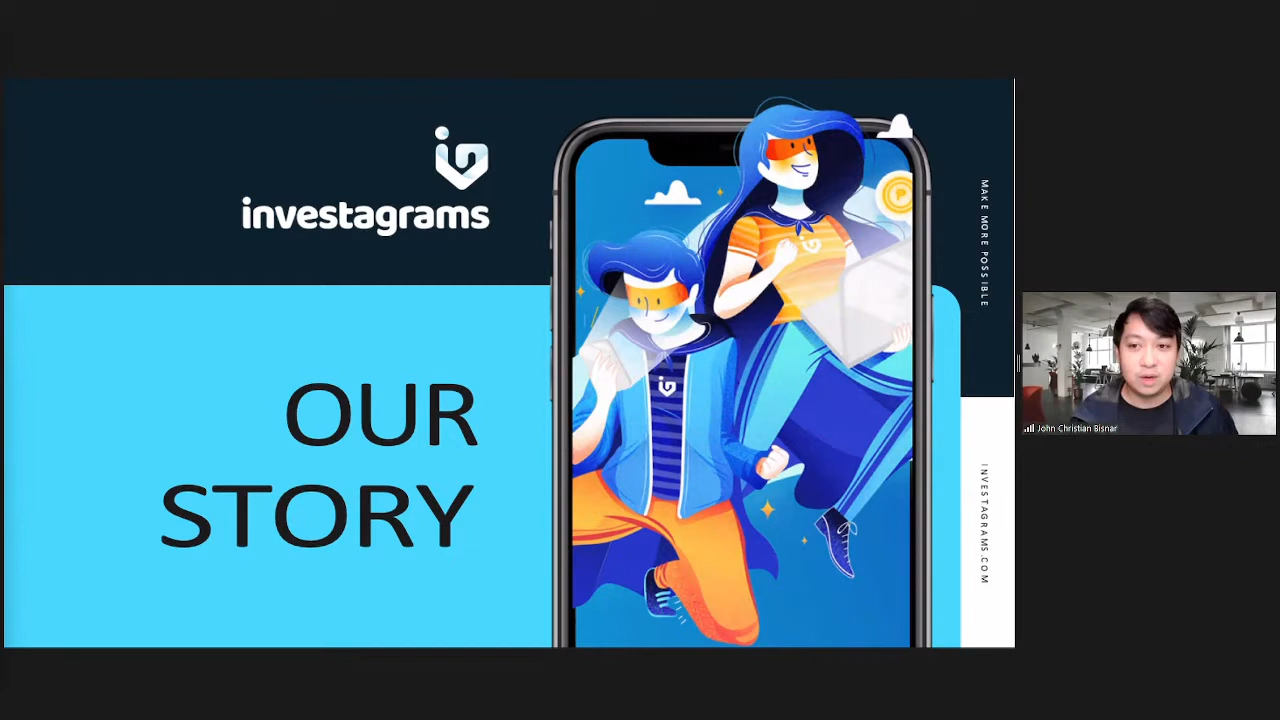 investagrams
OUR
STORY
MAKE MORE POSSIBLE
INVESTAGRAMS.COM
P
John Christian Bisnar